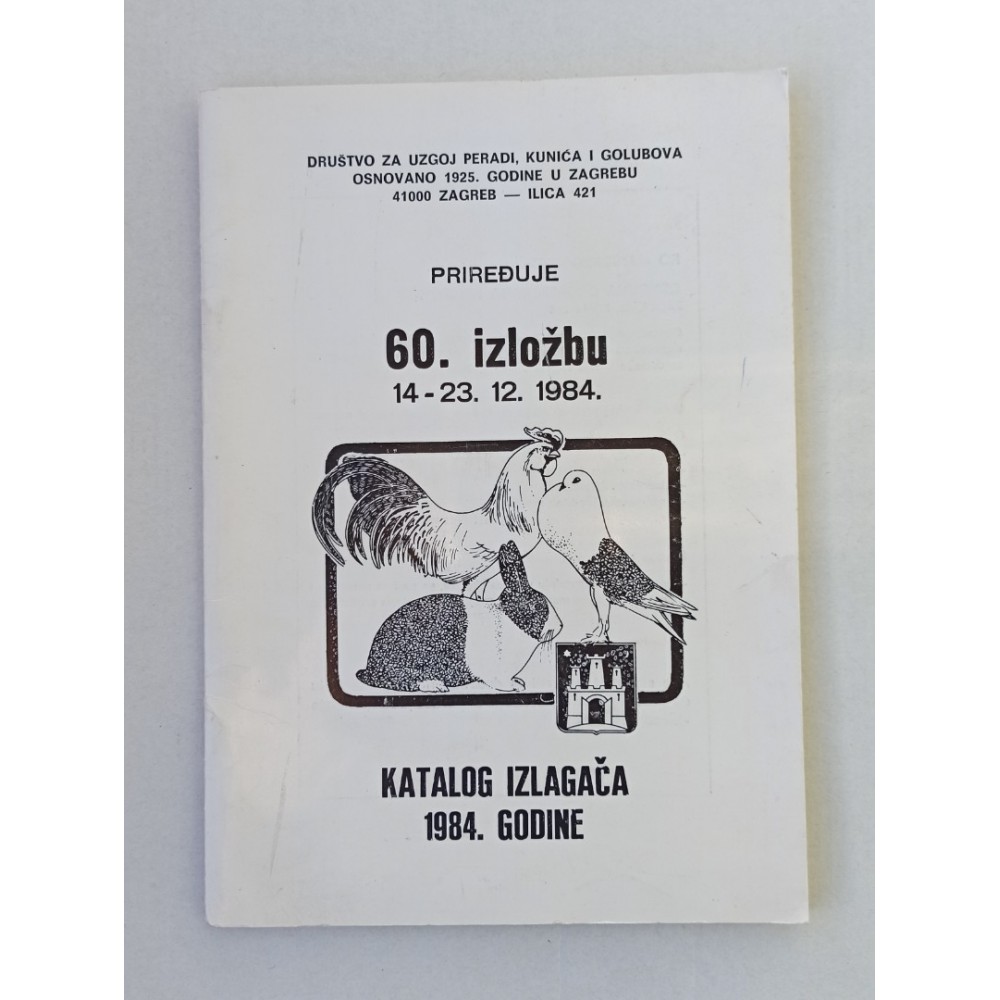 DRUŠTVO ZA UZGOJ PERADI, KUNIĆA I GOLUBOVA
OSNOVANO 1925. GODINE U ZAGREBU
41000 ZAGREB — ILICA 421
PRIREĐUJE
60. izložbu
14 - 23. 12. 1984.
KATALOG IZLAGAČA
1984. GODINE